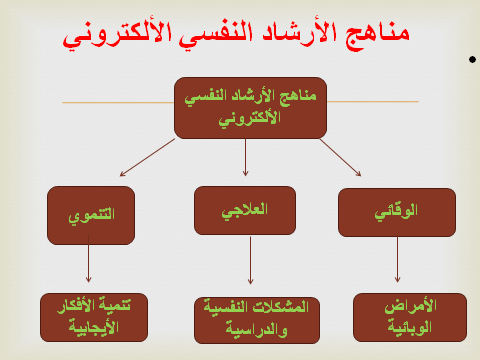 مناهج الأرشاد النفسي الألكتروني
مناهج الأرشاد النفسي
الألكتروني
الوقائي
العلاجي
التنموي
الأمراض
الوبائية
المشكلات النفسية
والدراسية
تنمية الأفكار
الأيجابية